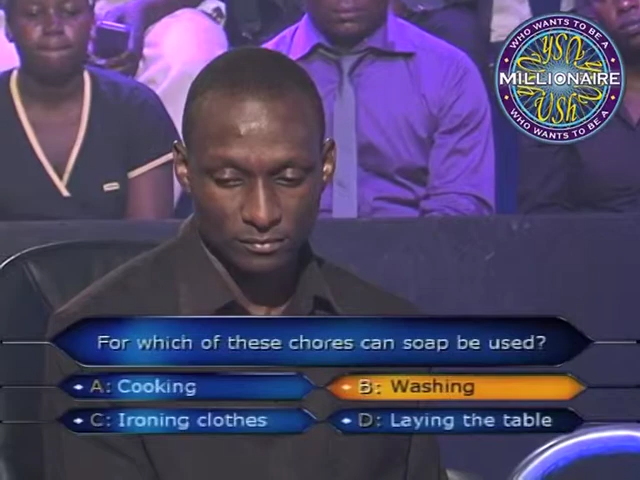 WHO WANTS TO BE A
MILLIONAIRE
WHO WANTS TO BE A
For which of these chores can soap be used?
A: Cooking
B: Washing
C: Ironing clothes
D: Laying the table